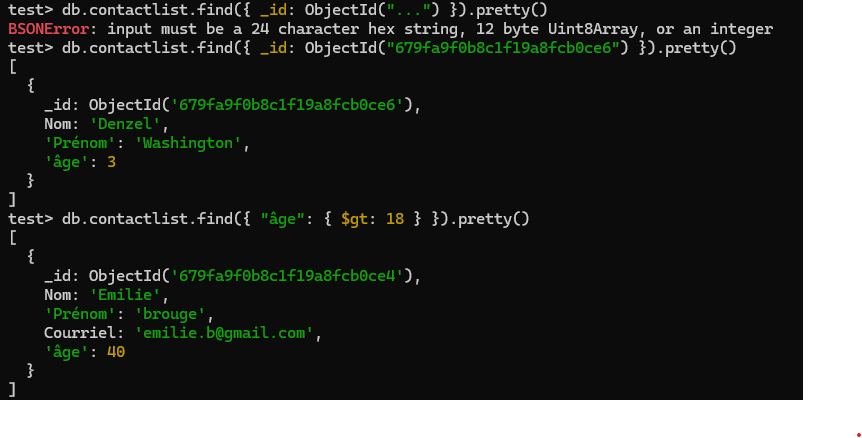 test> db.contactlist.find({ _id: ObjectId("...") }).pretty()
BSONError: input must be a 24 character hex string, 12 byte Uint8Array, or an integer
test> db.contactlist.find({ _id: ObjectId("679fa9f0b8c1f19a8fcb0ce6") }).pretty()
[
  {
    _id: ObjectId('679fa9f0b8c1f19a8fcb0ce6'),
    Nom: 'Denzel',
    'Prénom': 'Washington',
    'âge': 3
  }
]
test> db.contactlist.find({ "âge": { $gt: 18 } }).pretty()
[
  {
    _id: ObjectId('679fa9f0b8c1f19a8fcb0ce4'),
    Nom: 'Emilie',
    'Prénom': 'brouge',
    Courriel: 'emilie.b@gmail.com',
    'âge': 40
  }
]